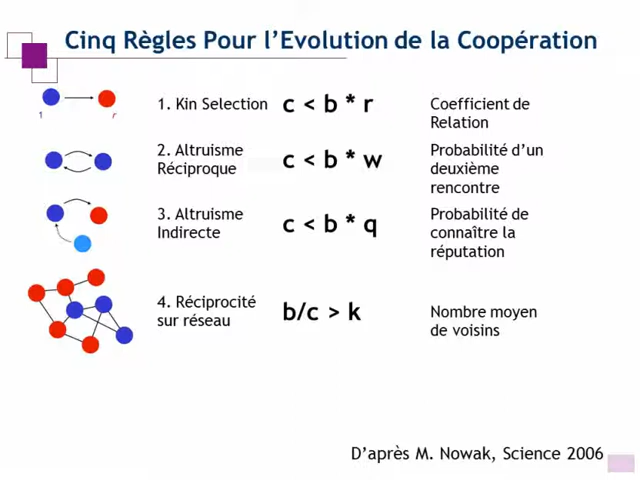 Cinq Règles Pour l'Evolution de la Coopération
1 r
1. Kin Selection
c < b * r
Coefficient de
Relation
2. Altruisme
Réciproque
c < b * w
Probabilité d'un
deuxième
rencontre
3. Altruisme
Indirecte
c < b * q
Probabilité de
connaître la
réputation
4. Réciprocité
sur réseau
b/c > k
Nombre moyen
de voisins
D'après M. Nowak, Science 2006